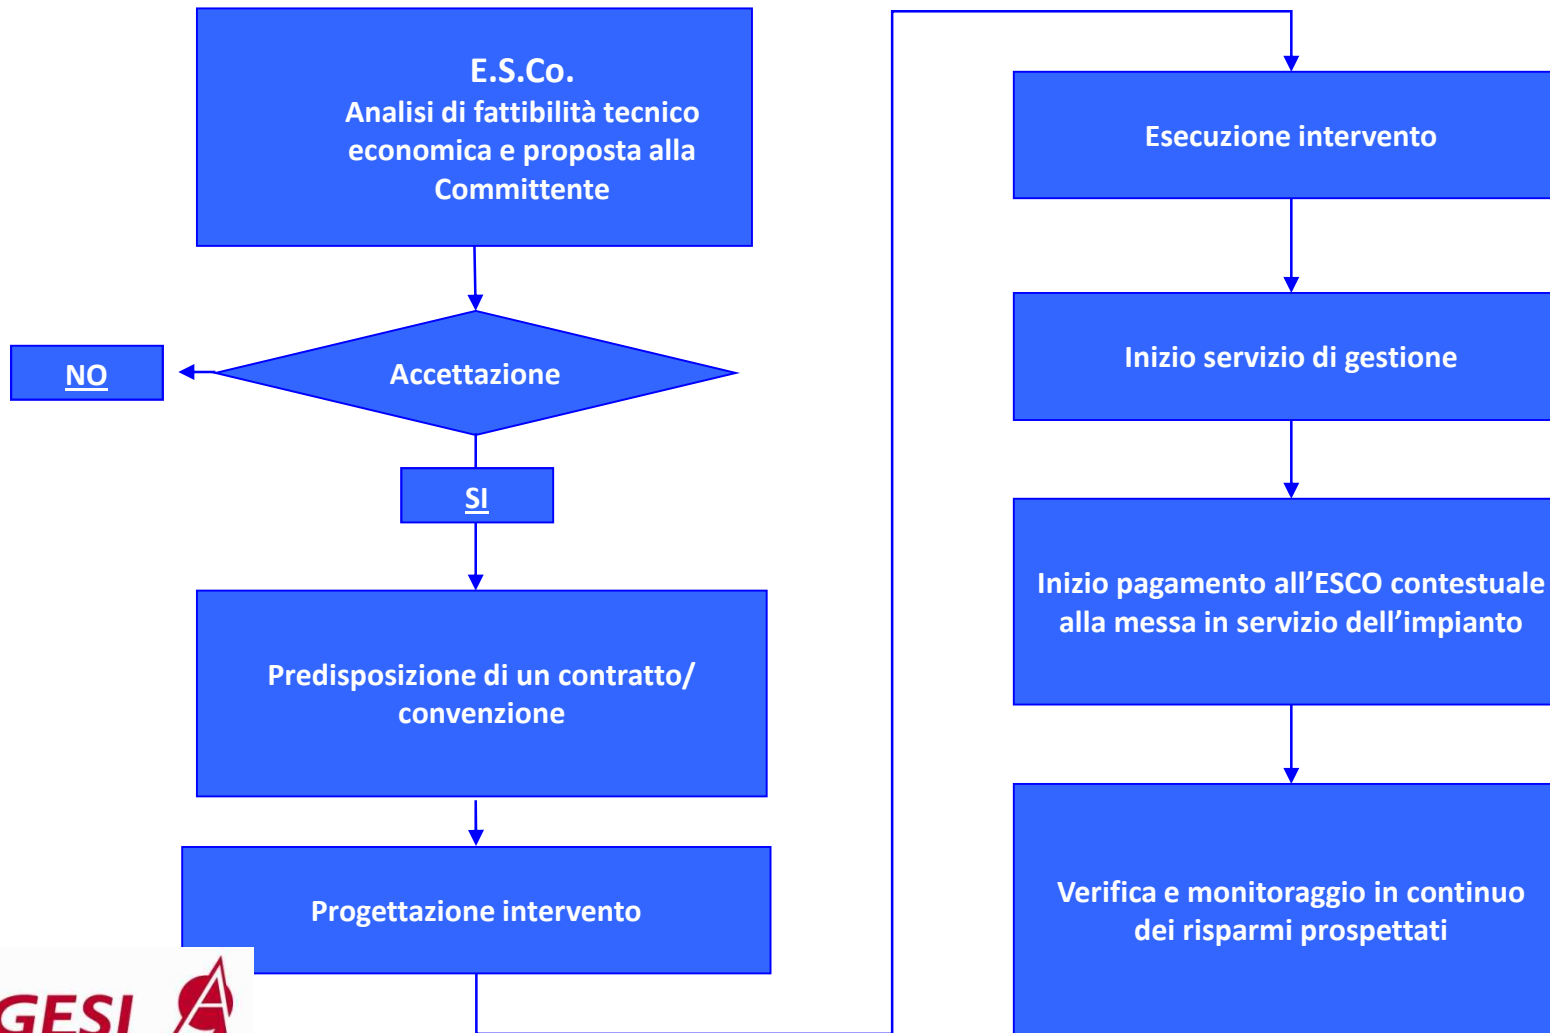 E.S.Co.
Analisi di fattibilità tecnico
economica e proposta alla
Committente
Accettazione
NO
SI
Predisposizione di un contratto/
convenzione
Progettazione intervento
Esecuzione intervento
Inizio servizio di gestione
Inizio pagamento all’ESCO contestuale
alla messa in servizio dell’impianto
Verifica e monitoraggio in continuo
dei risparmi prospettati
GESI